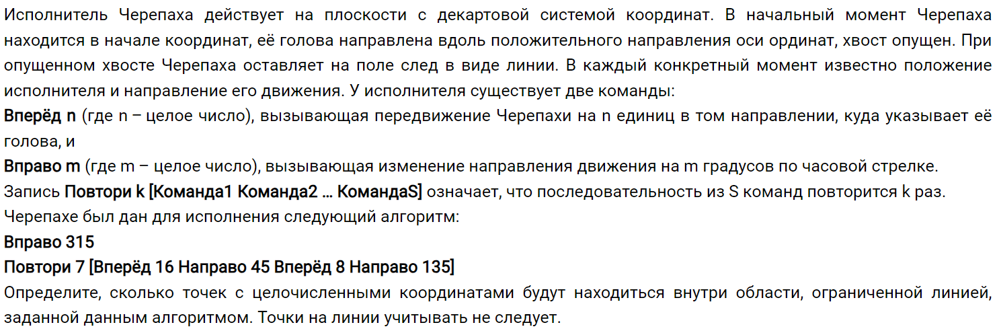 Исполнитель Черепаха действует на плоскости с декартовой системой координат. В начальный момент Черепаха
находится в начале координат, её голова направлена вдоль положительного направления оси ординат, хвост опущен. При
опущенном хвосте Черепаха оставляет на поле след в виде линии. В каждый конкретный момент известно положение
исполнителя и направление его движения. У исполнителя существует две команды:
Вперёд n (где n – целое число), вызывающая передвижение Черепахи на n единиц в том направлении, куда указывает её
голова, и
Вправо m (где m – целое число), вызывающая изменение направления движения на m градусов по часовой стрелке.
Запись Повтори k [Команда1 Команда2 … КомандаS] означает, что последовательность из S команд повторится k раз.
Черепахе был дан для исполнения следующий алгоритм:
Вправо 315
Повтори 7 [Вперёд 16 Направо 45 Вперёд 8 Направо 135]
Определите, сколько точек с целочисленными координатами будут находиться внутри области, ограниченной линией,
заданной данным алгоритмом. Точки на линии учитывать не следует.